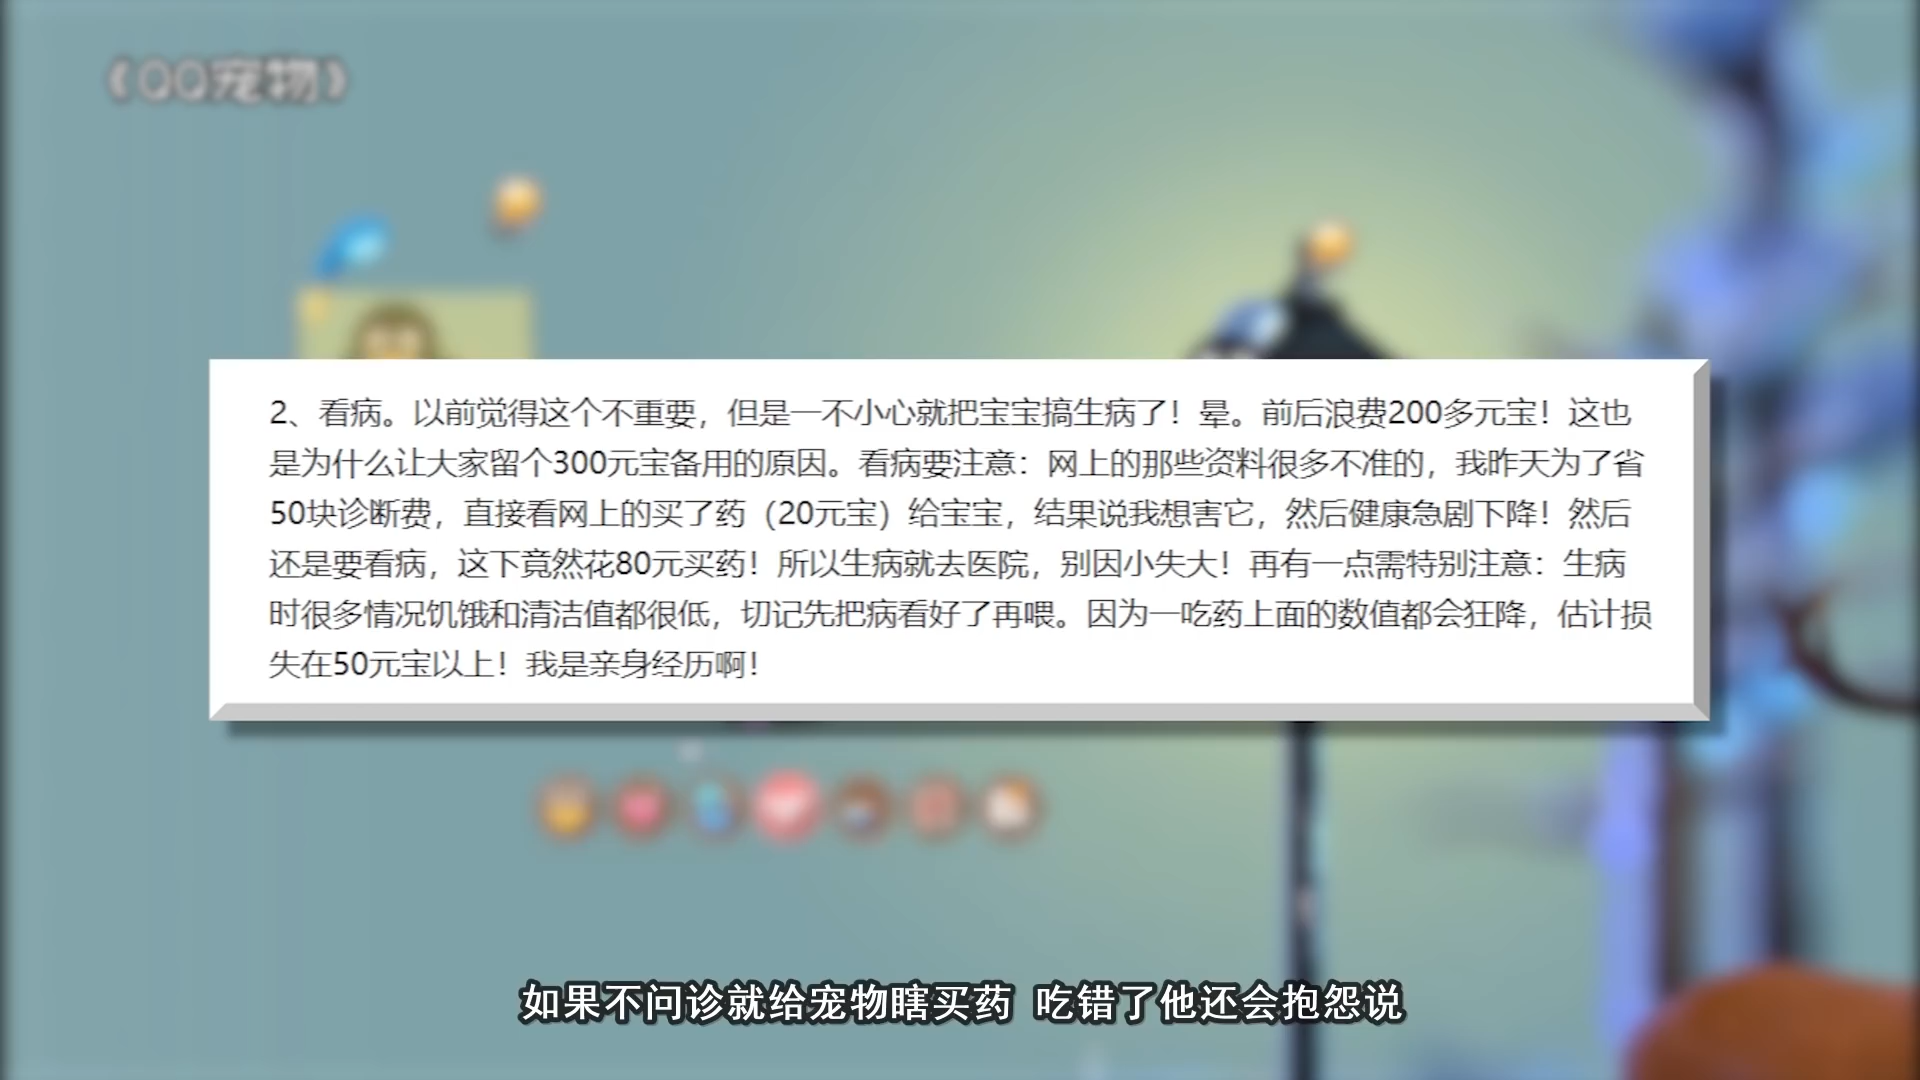 《QQ宠物》
2、看病。以前觉得这个不重要，但是一不小心就把宝宝搞生病了！晕。前后浪费200多元宝！这也
是为什么让大家留个300元宝备用的原因。看病要注意：网上的那些资料很多不准的，我昨天为了省
50块诊断费，直接看网上的买了药（20元宝）给宝宝，结果说我想害它，然后健康急剧下降！然后
还是要看病，这下竟然花80元买药！所以生病就去医院，别因小失大！再有一点需特别注意：生病
时很多情况饥饿和清洁值都很低，切记先把病看好了再喂。因为一吃药上面的数值都会狂降，估计损
失在50元宝以上！我是亲身经历啊！
如果不问诊就给宠物瞎买药 吃错了他还会抱怨说